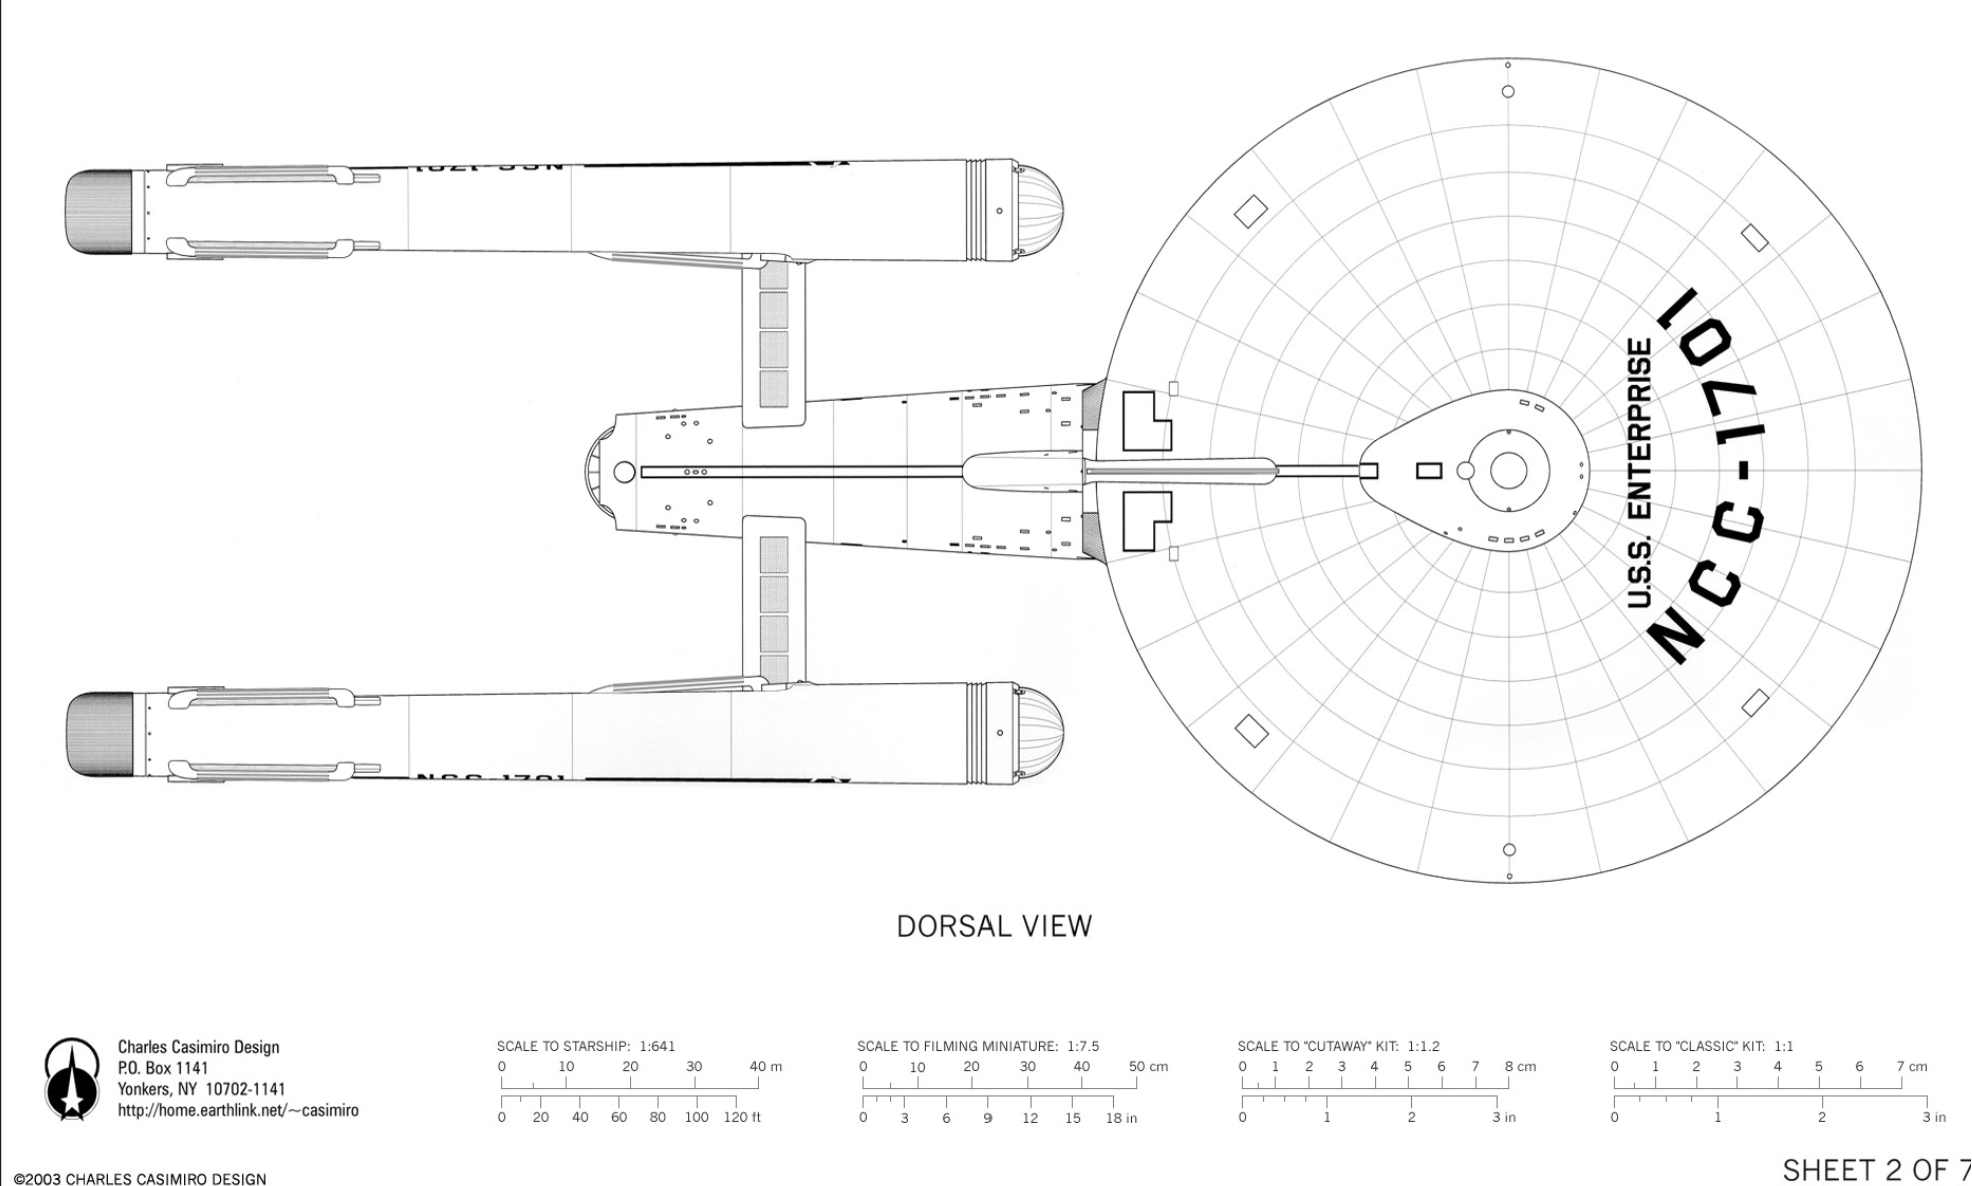 NCC-1701
U.S.S. ENTERPRISE
NCC-1701
NCC-1701
DORSAL VIEW
Charles Casimiro Design
P.O. Box 1141
Yonkers, NY 10702-1141
http://home.earthlink.net/~casimiro
SCALE TO STARSHIP: 1:641
0 10 20 30 40 m
0 20 40 60 80 100 120 ft
SCALE TO FILMING MINIATURE: 1:7.5
0 10 20 30 40 50 cm
0 3 6 9 12 15 18 in
SCALE TO "CUTAWAY" KIT: 1:1.2
0 1 2 3 4 5 6 7 8 cm
0 1 2 3 in
SCALE TO "CLASSIC" KIT: 1:1
0 1 2 3 4 5 6 7 cm
0 1 2 3 in
©2003 CHARLES CASIMIRO DESIGN
SHEET 2 OF 7